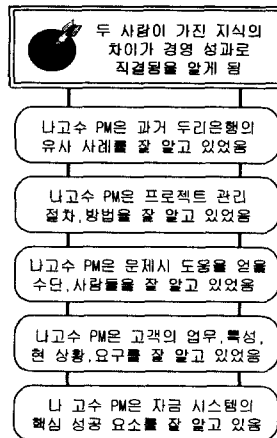 두 사람이 가진 지식의
차이가 경영 성과로
직결됨을 알게 됨
나고수 PM은 과거 두리은행의
유사 사례를 잘 알고 있었음
나고수 PM은 프로젝트 관리
절차,방법을 잘 알고 있었음
나고수 PM은 문제시 도움을 얻을
수단,사람들을 잘 알고 있었음
나고수 PM은 고객의 업무,특성,
현 상황,요구를 잘 알고 있었음
나 고수 PM은 자금 시스템의
핵심 성공 요소를 잘 알고 있음